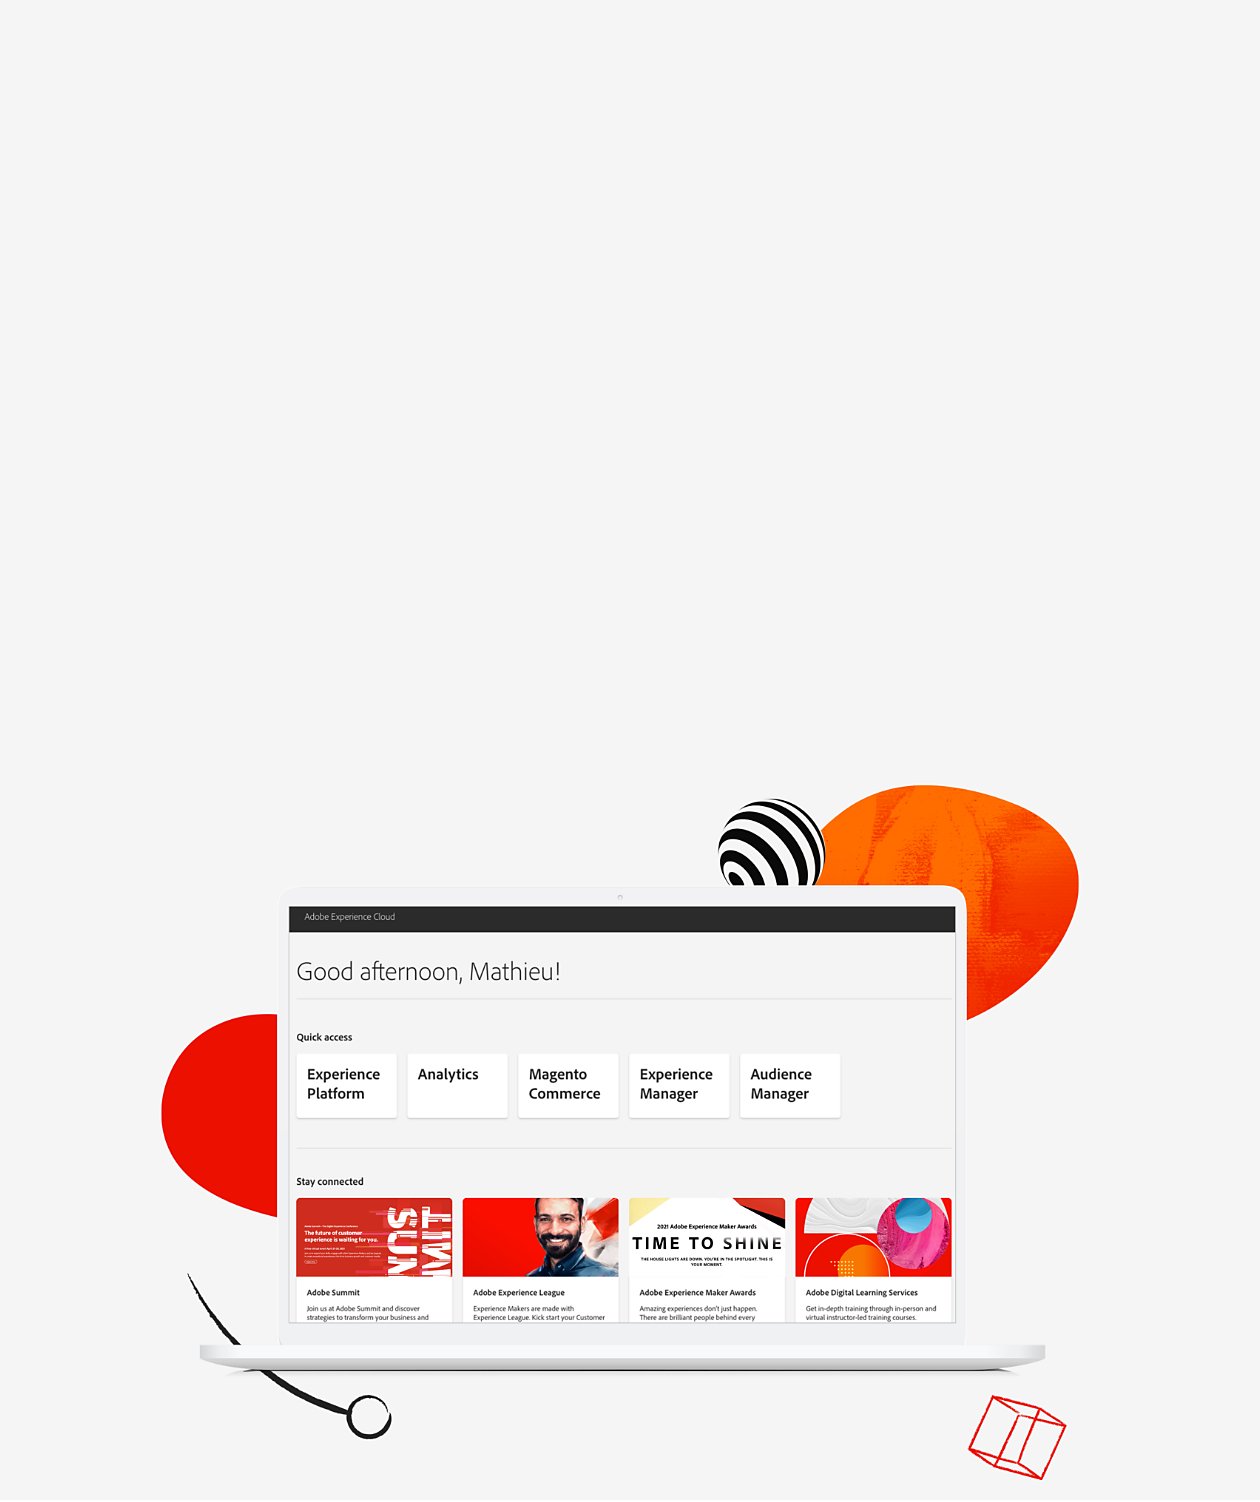 Adobe Experience Cloud
Good afternoon, Mathieu!
Quick access
Experience
Platform
Analytics
Magento
Commerce
Experience
Manager
Audience
Manager
Stay connected
The future of customer
experience is waiting for you.
SUMMIT
Adobe Summit
Join us at Adobe Summit and discover
strategies to transform your business and
Adobe Experience League
Experience Makers are made with
Experience League. Kick start your Customer
2021 Adobe Experience Maker Awards
TIME TO SHINE
THE HOUSE LIGHTS ARE DOWN. YOU'RE IN THE SPOTLIGHT. THIS IS
YOUR MOMENT.
Adobe Experience Maker Awards
Amazing experiences don't just happen.
There are brilliant people behind every
Adobe Digital Learning Services
Get in-depth training through in-person and
virtual instructor-led training courses.